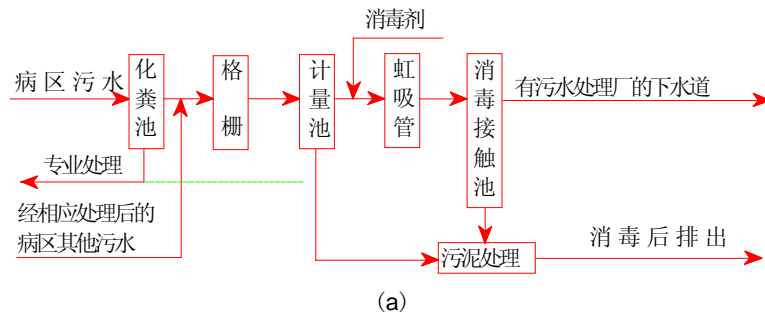 消毒剂
病区污水
化粪池
格栅
计量池
虹吸管
消毒接触池
有污水处理厂的下水道
专业处理
经相应处理后的
病区其他污水
污泥处理
消毒后排出
(a)